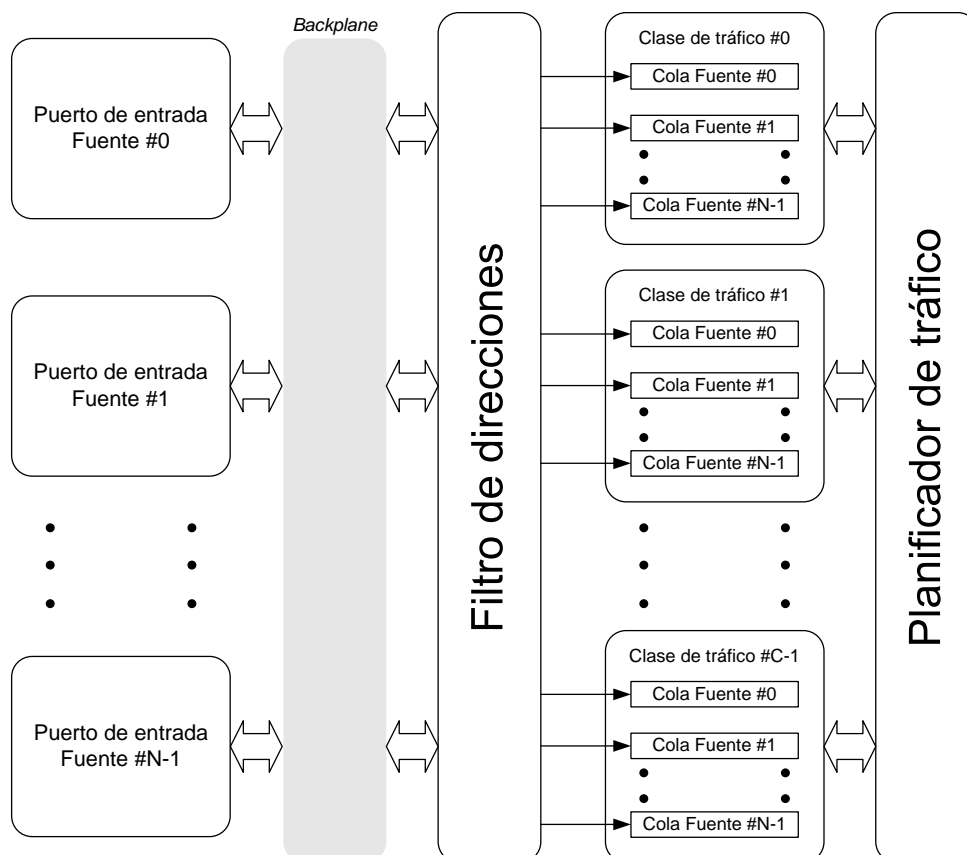 Backplane
Puerto de entrada
Fuente #0
Puerto de entrada
Fuente #1
Puerto de entrada
Fuente #N-1
Filtro de direcciones
Clase de tráfico #0
Cola Fuente #0
Cola Fuente #1
Cola Fuente #N-1
Clase de tráfico #1
Cola Fuente #0
Cola Fuente #1
Cola Fuente #N-1
Clase de tráfico #C-1
Cola Fuente #0
Cola Fuente #1
Cola Fuente #N-1
Planificador de tráfico